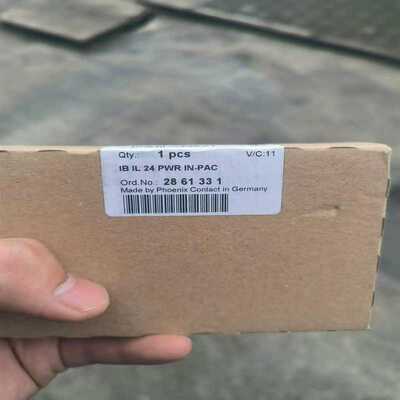 Qty.: 1 pcs V/C:11
IB IL 24 PWR IN-PAC
Ord.No.: 28 61 33 1
Made by Phoenix Contact in Germany